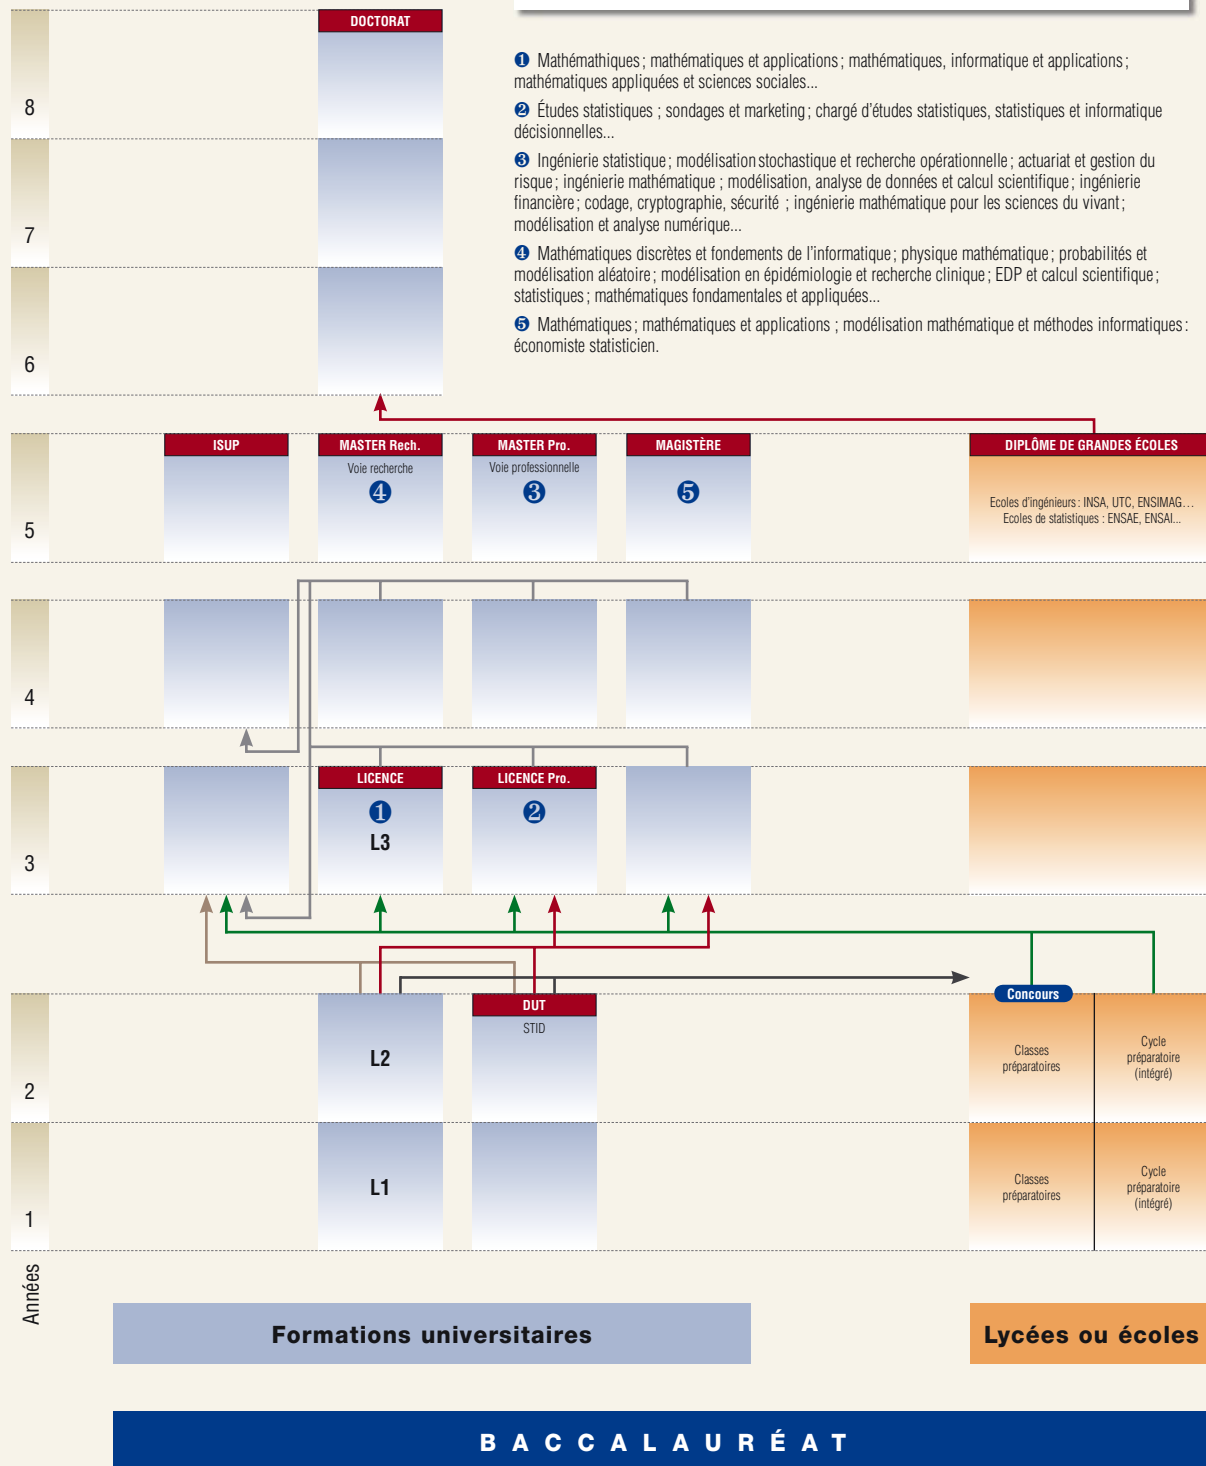 DOCTORAT
❶ Mathémathiques ; mathématiques et applications ; mathématiques, informatique et applications ;
mathématiques appliquées et sciences sociales...
❷ Études statistiques ; sondages et marketing ; chargé d'études statistiques, statistiques et informatique
décisionnelles...
❸ Ingénierie statistique ; modélisation stochastique et recherche opérationnelle ; actuariat et gestion du
risque ; ingénierie mathématique ; modélisation, analyse de données et calcul scientifique ; ingénierie
financière ; codage, cryptographie, sécurité ; ingénierie mathématique pour les sciences du vivant ;
modélisation et analyse numérique...
❹ Mathématiques discrètes et fondements de l'informatique ; physique mathématique ; probabilités et
modélisation aléatoire ; modélisation en épidémiologie et recherche clinique ; EDP et calcul scientifique ;
statistiques ; mathématiques fondamentales et appliquées...
❺ Mathématiques ; mathématiques et applications ; modélisation mathématique et méthodes informatiques :
économiste statisticien.
8
7
6
ISUP
MASTER Rech.
Voie recherche
❹
MASTER Pro.
Voie professionnelle
❸
MAGISTÈRE
❺
DIPLÔME DE GRANDES ÉCOLES
Ecoles d'ingénieurs : INSA, UTC, ENSIMAG...
Ecoles de statistiques : ENSAE, ENSAI...
5
4
LICENCE
❶
L3
LICENCE Pro.
❷
3
L2
DUT
STID
Concours
Classes
préparatoires
Cycle
préparatoire
(intégré)
2
L1
Classes
préparatoires
Cycle
préparatoire
(intégré)
1
Années
Formations universitaires
Lycées ou écoles
BACCALAURÉAT